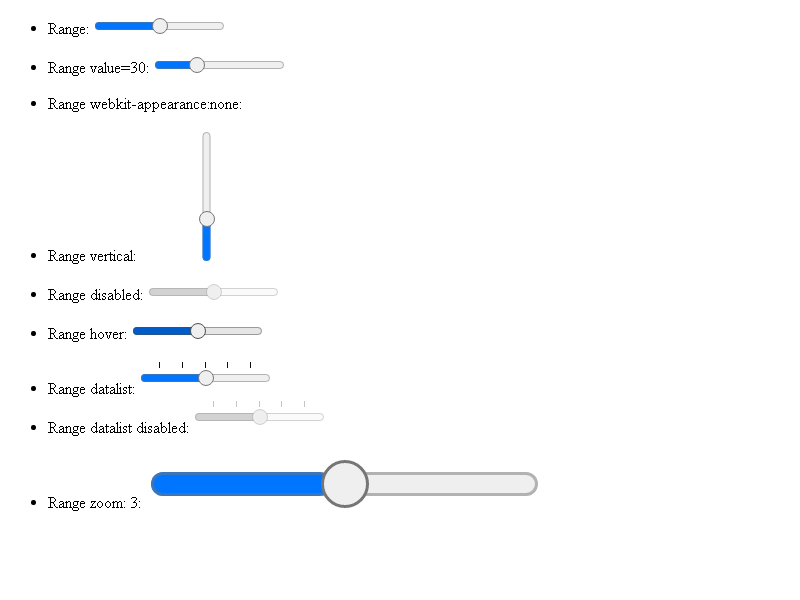 Range:
Range value=30:
Range webkit-appearance:none:
Range vertical:
Range disabled:
Range hover:
Range datalist:
Range datalist disabled:
Range zoom: 3: